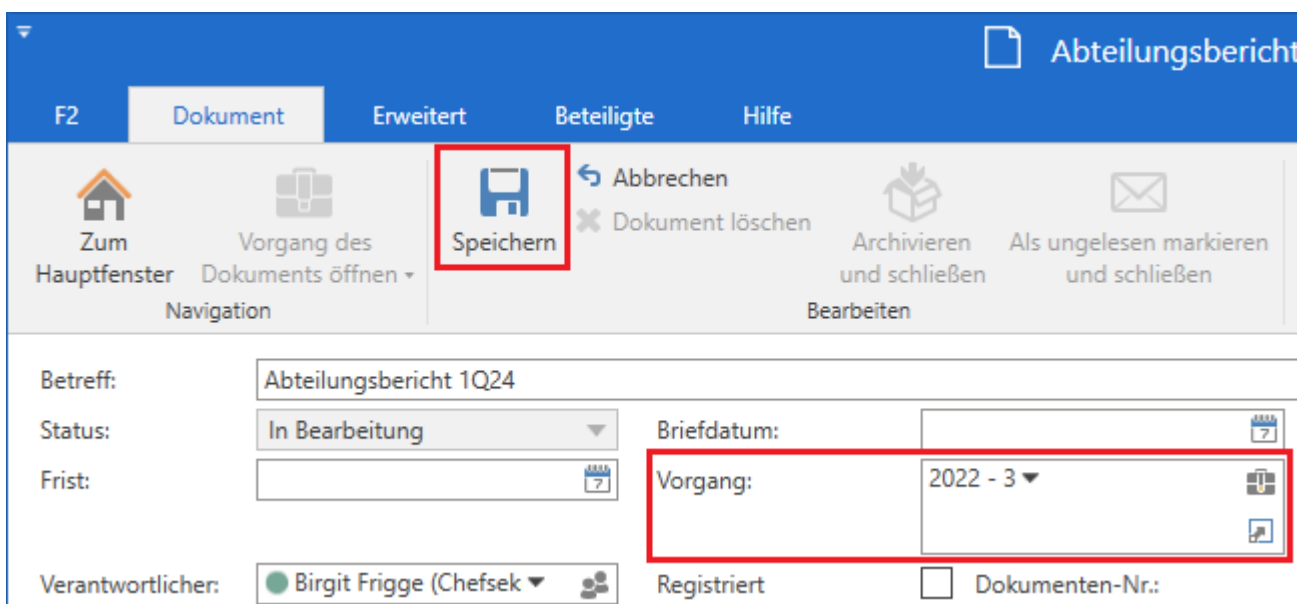 Abteilungsbericht
F2 Dokument Erweitert Beteiligte Hilfe
Abbrechen
Dokument löschen
Zum
Hauptfenster
Vorgang des
Dokuments öffnen
Speichern
Archivieren
und schließen
Als ungelesen markieren
und schließen
Navigation
Bearbeiten
Betreff: Abteilungsbericht 1Q24
Status: In Bearbeitung Briefdatum: 7
Frist: 7 Vorgang: 2022 - 3
Verantwortlicher: Birgit Frigge (Chefsek Registriert Dokumenten-Nr.: